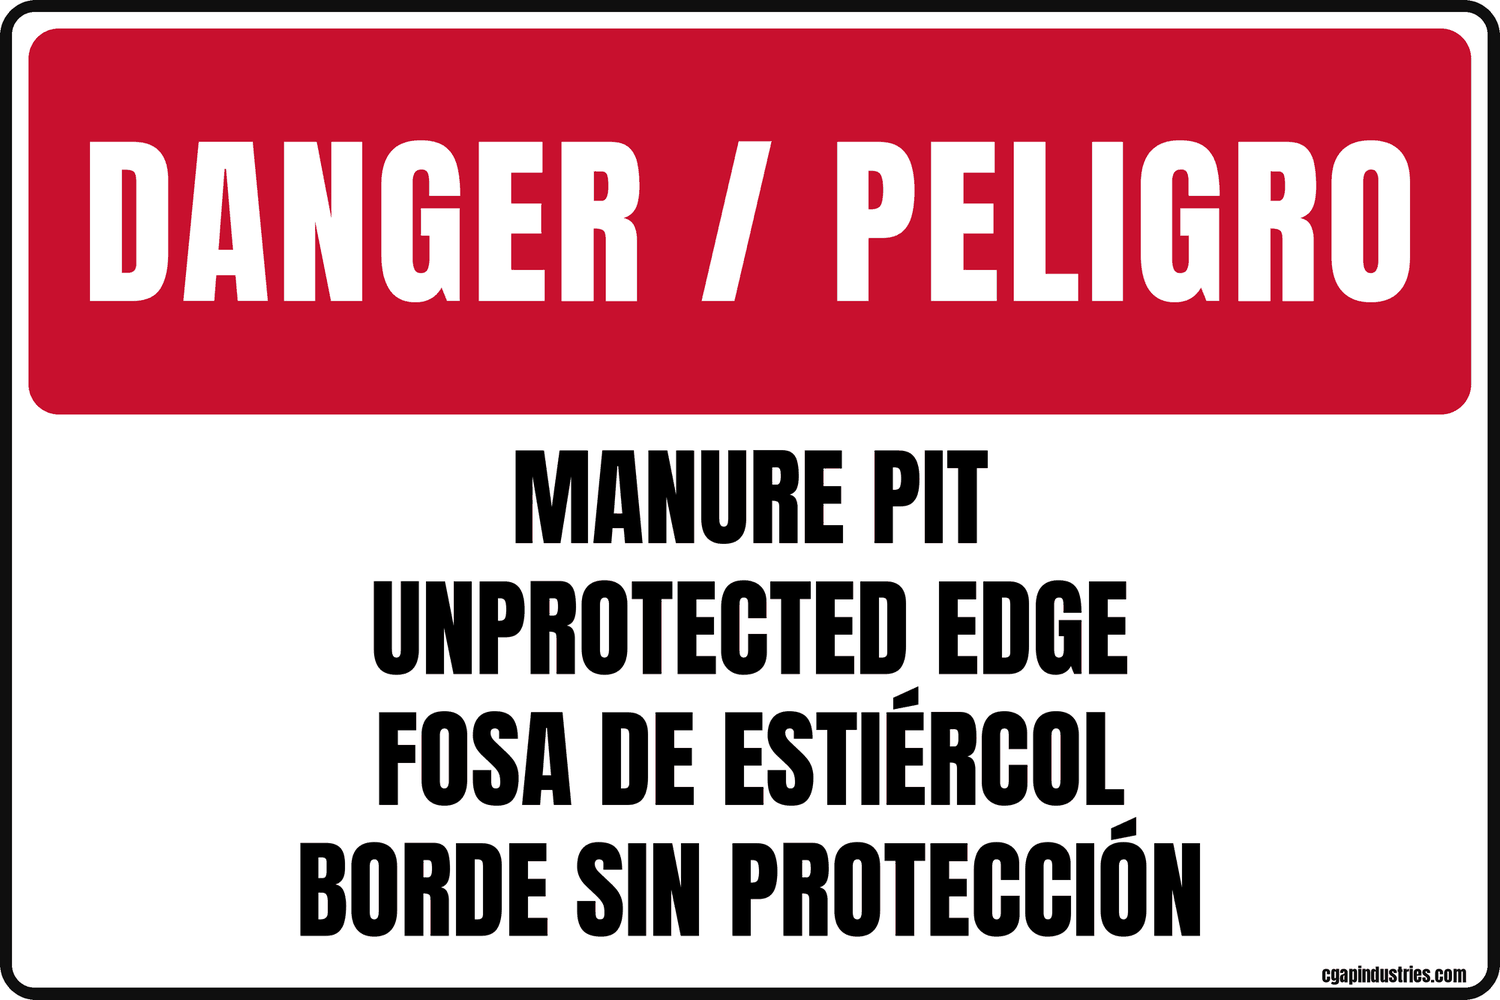 DANGER / PELIGRO
MANURE PIT
UNPROTECTED EDGE
FOSA DE ESTIÉRCOL
BORDE SIN PROTECCIÓN
cgapindustries.com